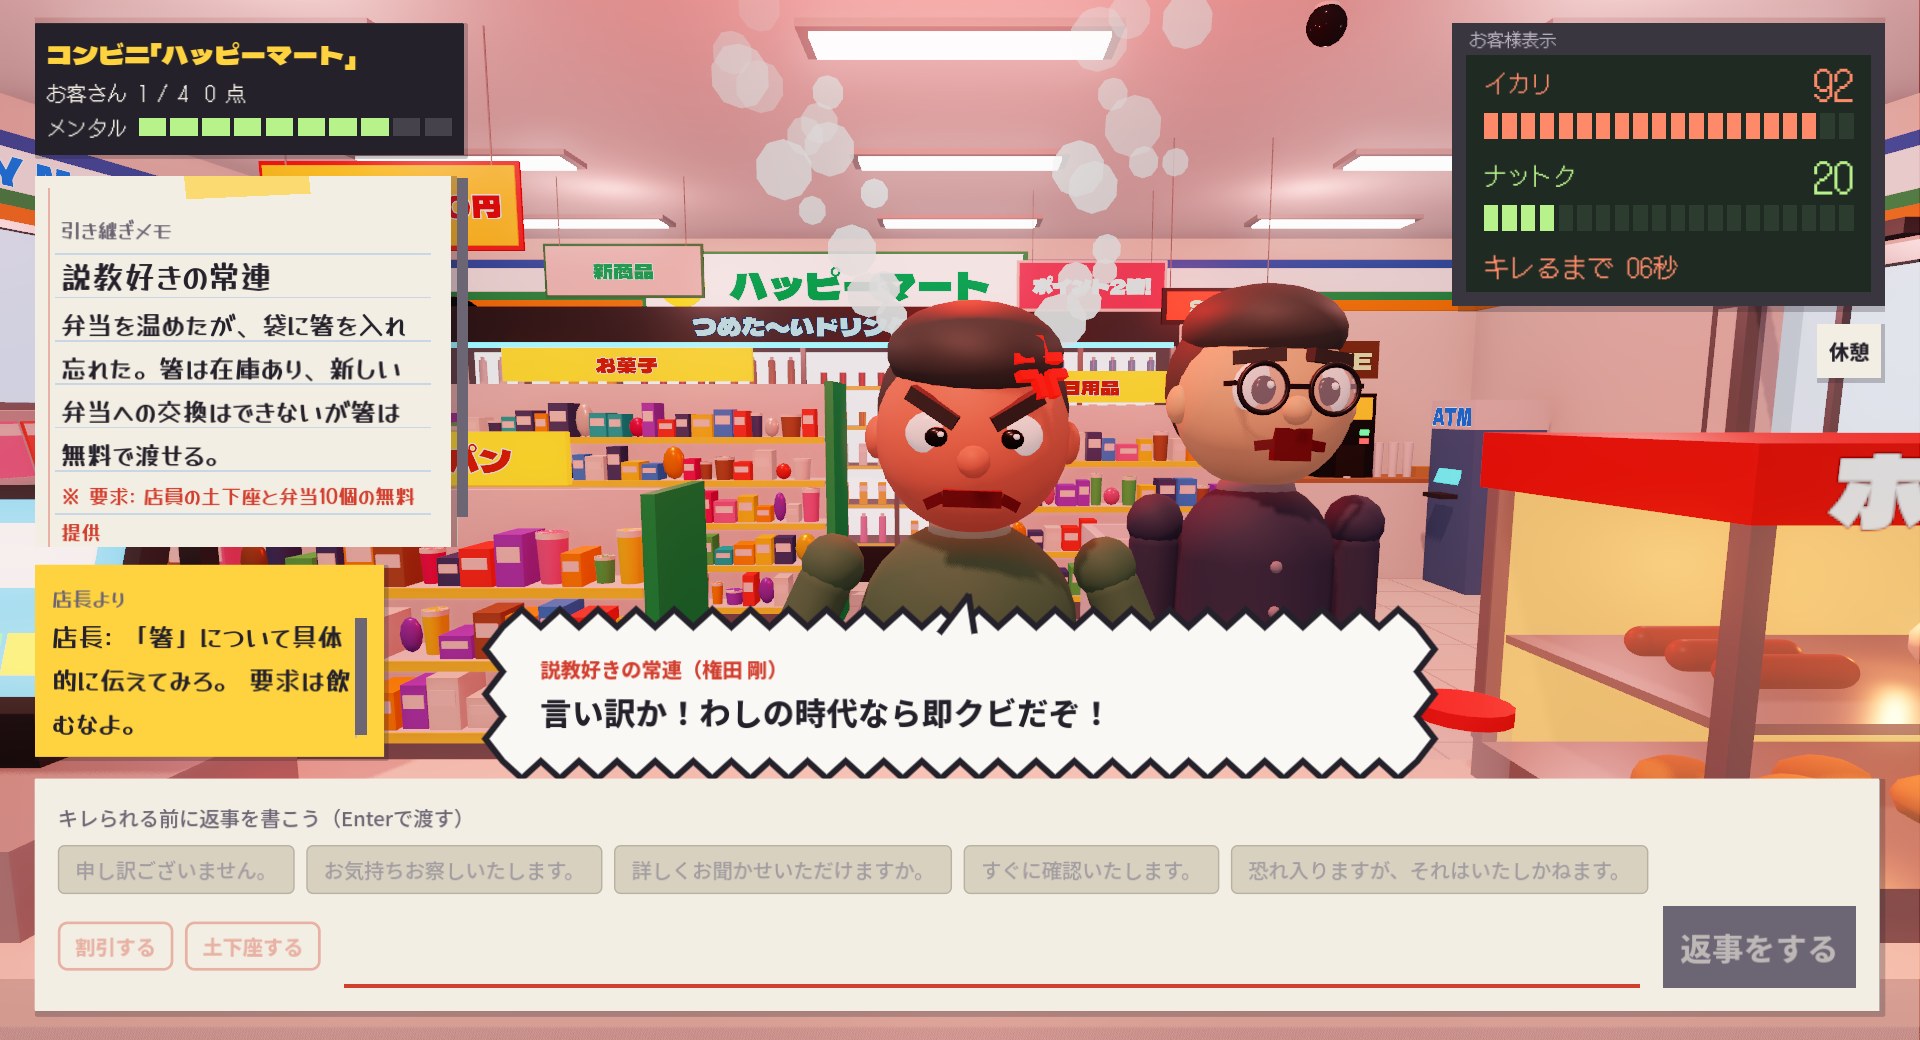 コンビニ「ハッピーマート」
お客さん 1/40点
メンタル
お客様表示
イカリ 92
ナットク 20
キレるまで 06秒
休憩
引き継ぎメモ
説教好きの常連
弁当を温めたが、袋に箸を入れ
忘れた。箸は在庫あり、新しい
弁当への交換はできないが箸は
無料で渡せる。
※ 要求: 店員の土下座と弁当10個の無料
提供
円
新商品
ハッピーマート
つめた〜いドリン
お菓子
日用品
パン
ATM
ホ
店長より
店長: 「箸」について具体
的に伝えてみろ。 要求は飲
むなよ。
説教好きの常連（権田 剛）
言い訳か！わしの時代なら即クビだぞ！
キレられる前に返事を書こう（Enterで渡す）
申し訳ございません。
お気持ちお察しいたします。
詳しくお聞かせいただけますか。
すぐに確認いたします。
恐れ入りますが、それはいたしかねます。
割引する
土下座する
返事をする